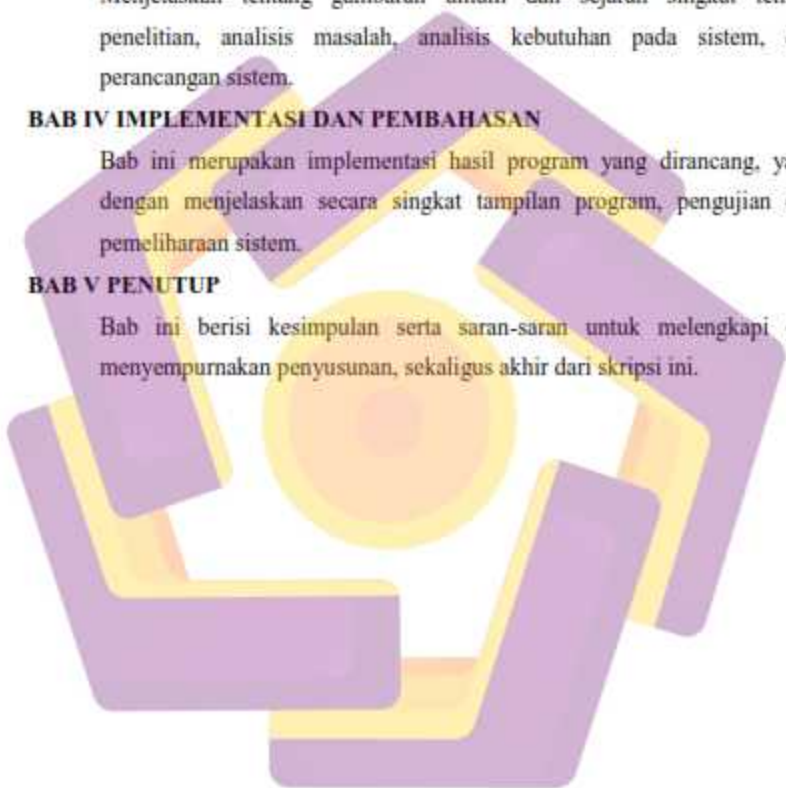 penelitian, analisis masalah, analisis kebutuhan pada sistem,
perancangan sistem.
BAB IV IMPLEMENTASI DAN PEMBAHASAN
Bab ini merupakan implementasi hasil program yang dirancang,
dengan menjelaskan secara singkat tampilan program, pengujian
pemeliharaan sistem.
BAB V PENUTUP
Bab ini berisi kesimpulan serta saran-saran untuk melengkapi
menyempurnakan penyusunan, sekaligus akhir dari skripsi ini.